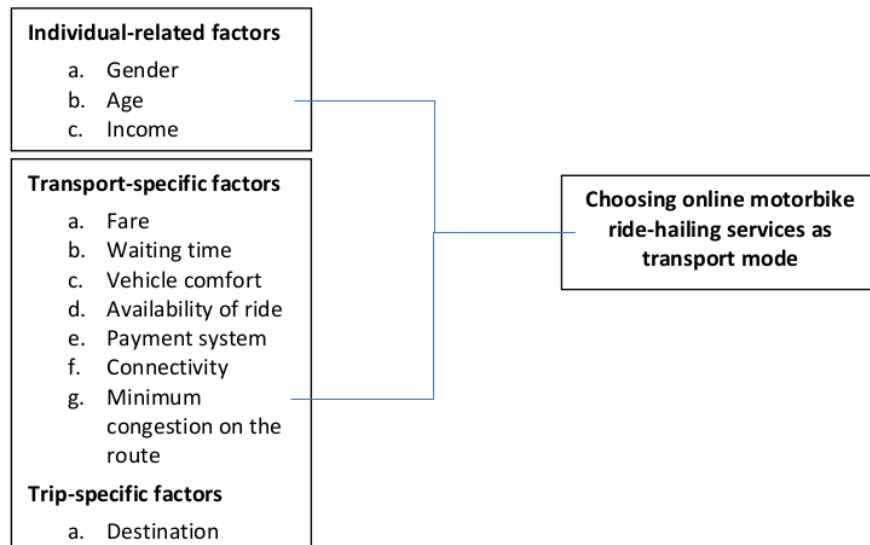 Individual-related factors
a. Gender
b. Age
c. Income
Transport-specific factors
a. Fare
b. Waiting time
c. Vehicle comfort
d. Availability of ride
e. Payment system
f. Connectivity
g. Minimum
congestion on the
route
Trip-specific factors
a. Destination
Choosing online motorbike
ride-hailing services as
transport mode